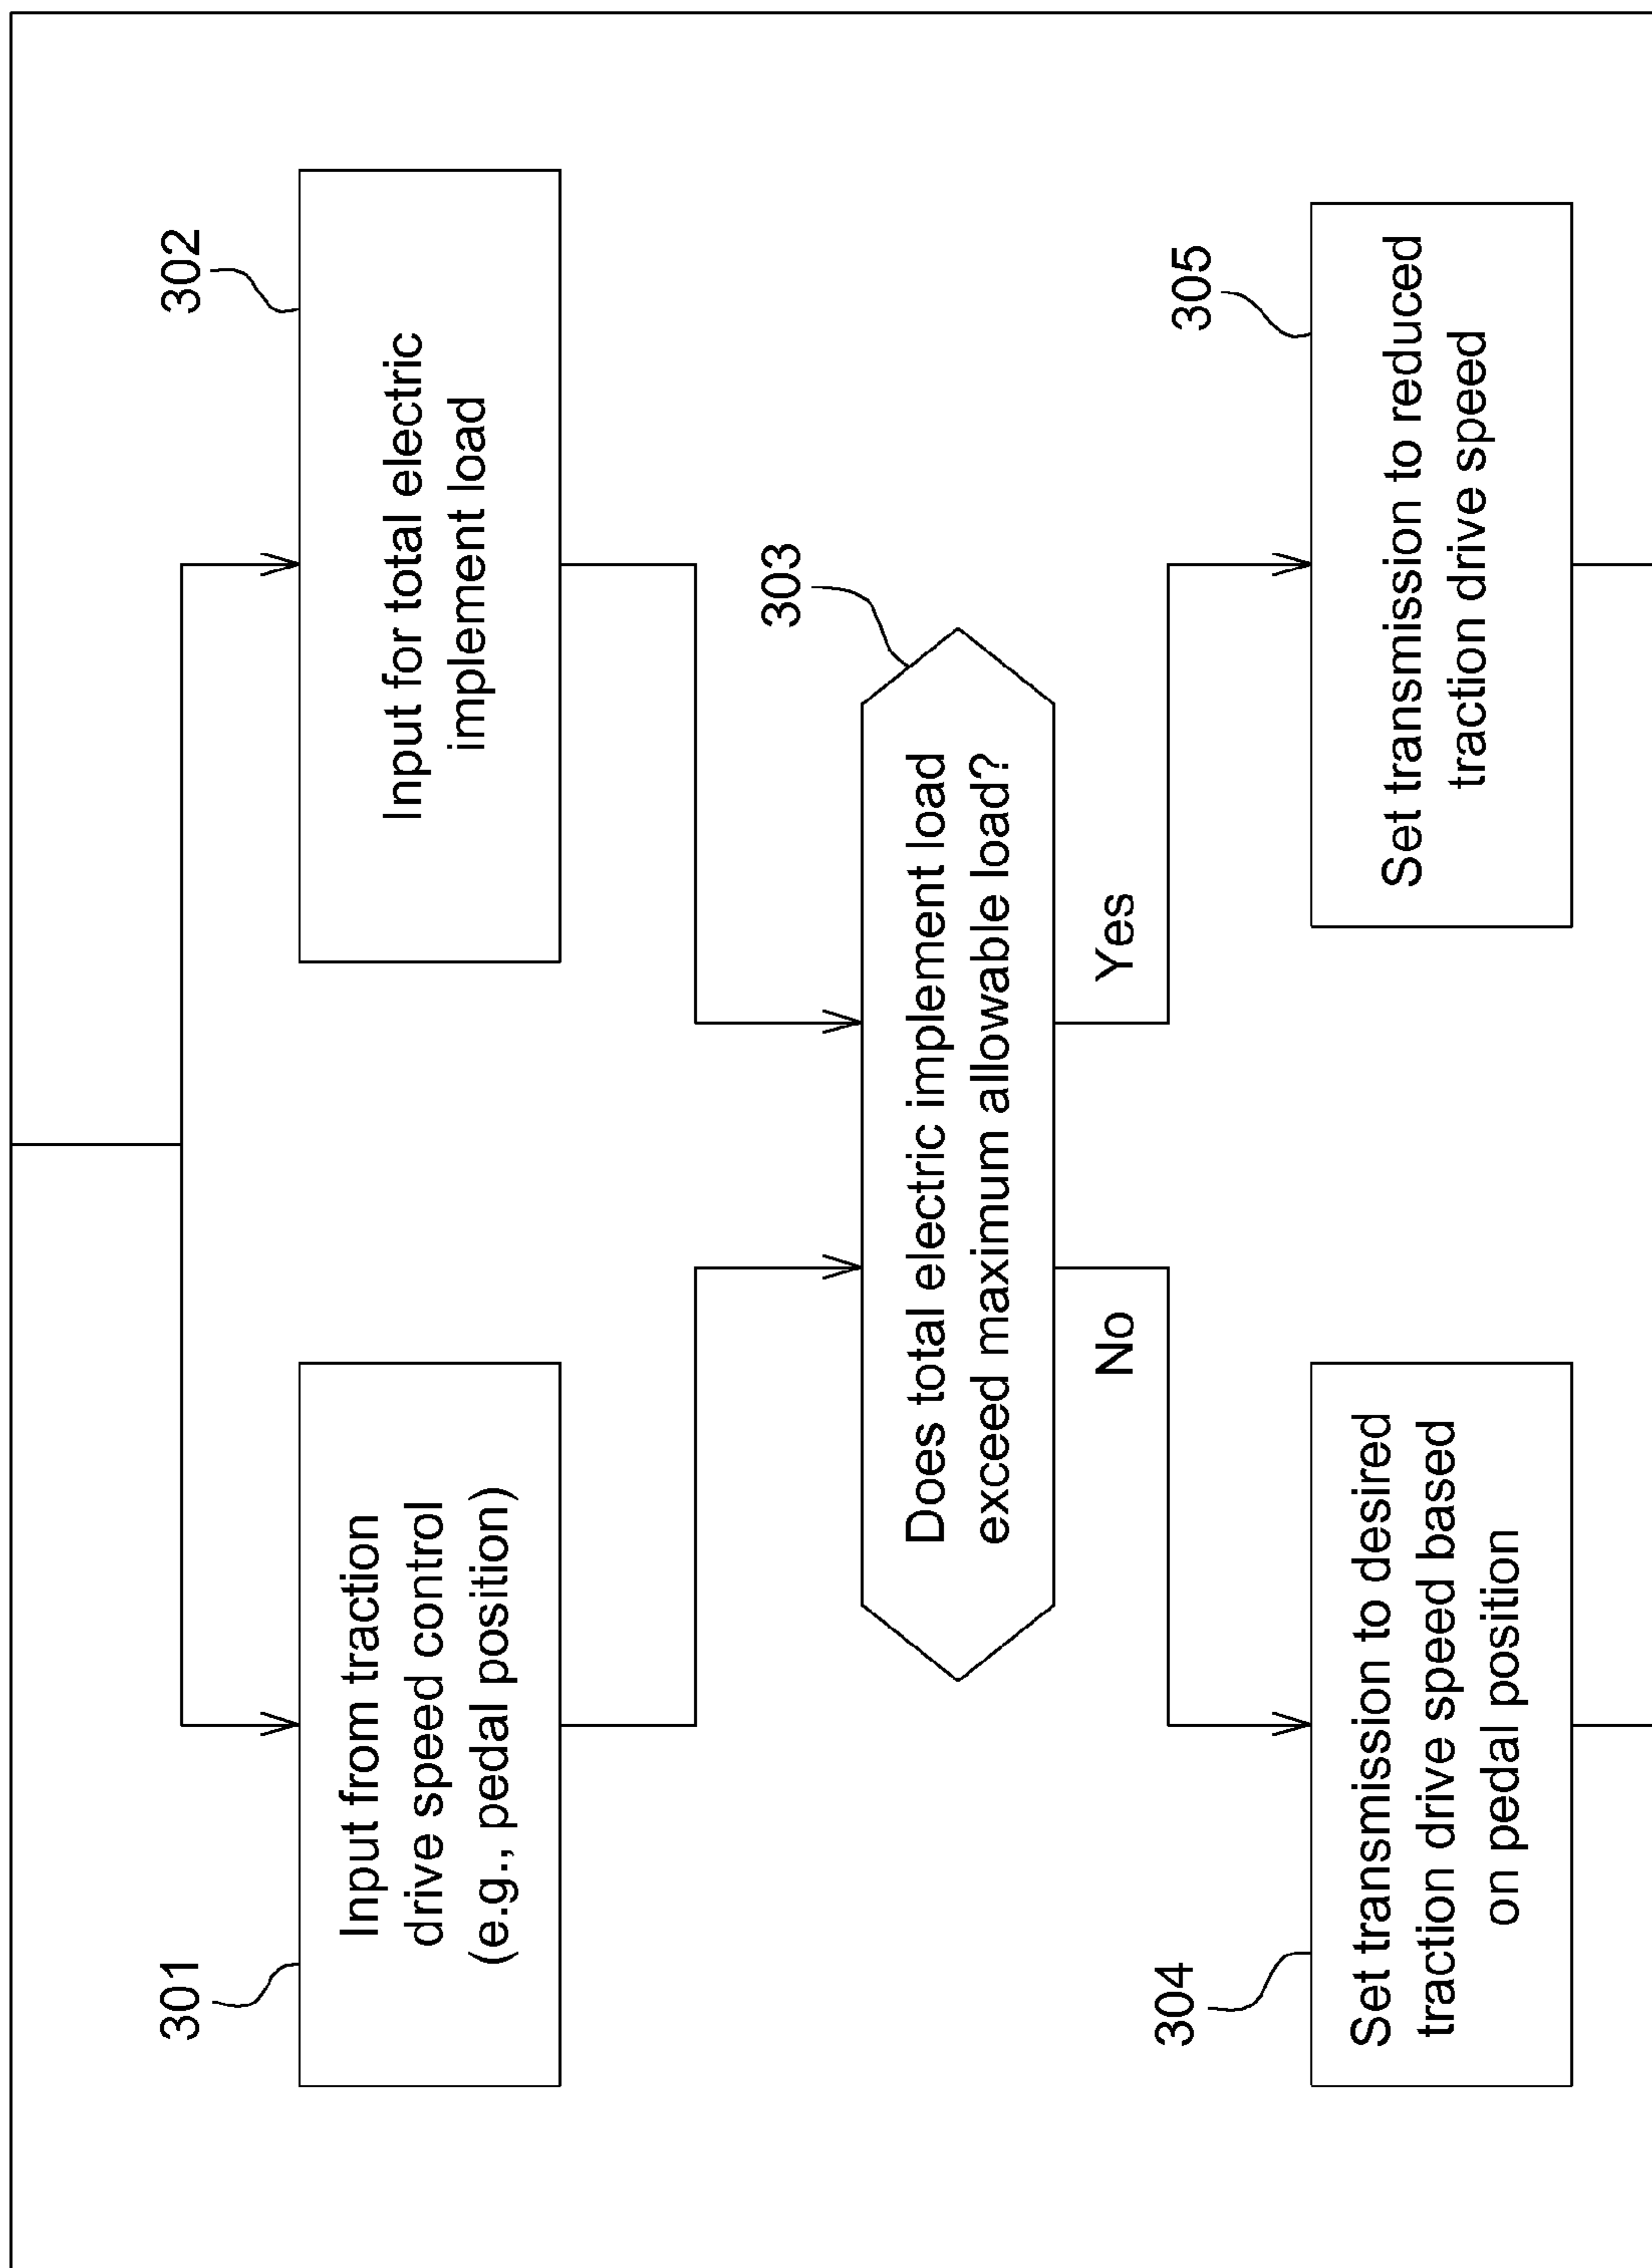 301
Input from traction
drive speed control
(e.g., pedal position)
302
Input for total electric
implement load
303
Does total electric implement load
exceed maximum allowable load?
No
Yes
304
Set transmission to desired
traction drive speed based
on pedal position
305
Set transmission to reduced
traction drive speed